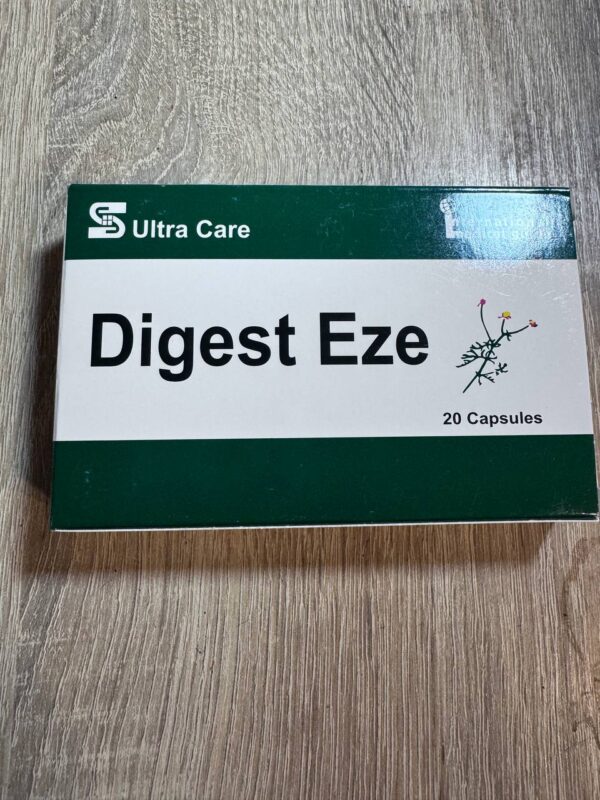 Ultra Care
Digest Eze
20 Capsules